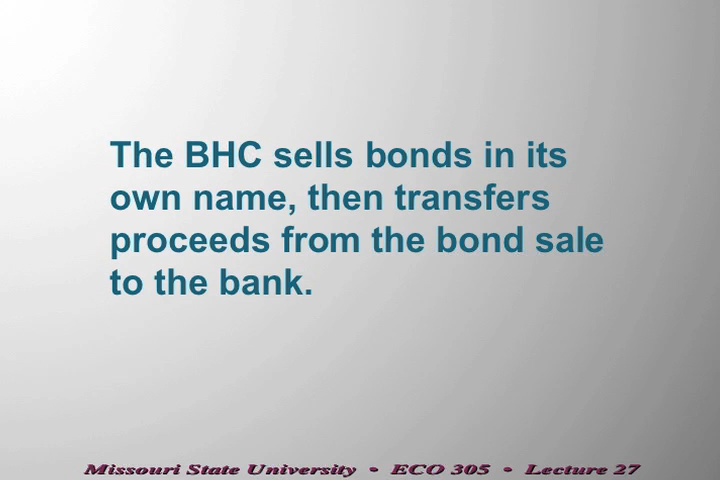 The BHC sells bonds in its
own name, then transfers
proceeds from the bond sale
to the bank.
Missouri State University • ECO 305 • Lecture 27